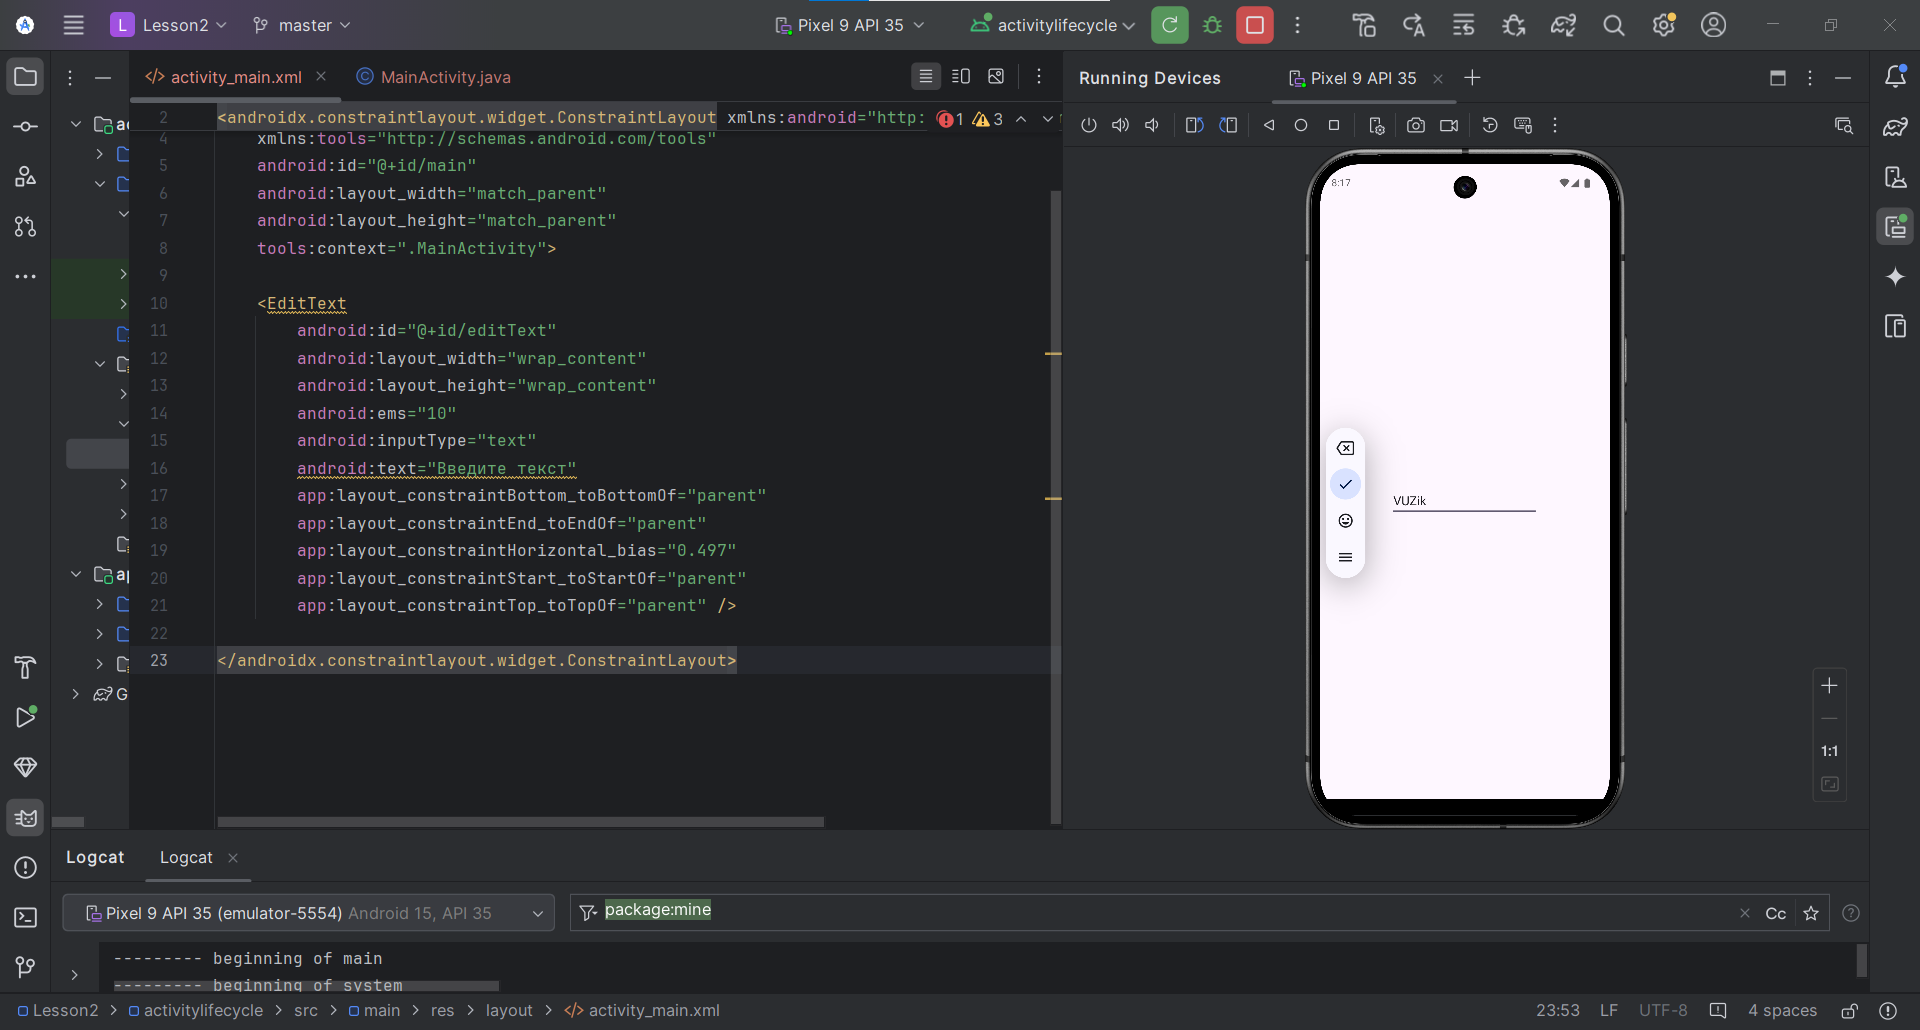 L Lesson2 master Pixel 9 API 35 activitylifecycle
activity_main.xml MainActivity.java Running Devices Pixel 9 API 35
2 <androidx.constraintlayout.widget.ConstraintLayout xmlns:android="http: 1 3
4 xmlns:tools="http://schemas.android.com/tools"
5 android:id="@+id/main"
6 android:layout_width="match_parent"
7 android:layout_height="match_parent"
8 tools:context=".MainActivity">
9
10 <EditText
11 android:id="@+id/editText"
12 android:layout_width="wrap_content"
13 android:layout_height="wrap_content"
14 android:ems="10"
15 android:inputType="text"
16 android:text="Введите текст"
17 app:layout_constraintBottom_toBottomOf="parent"
18 app:layout_constraintEnd_toEndOf="parent"
19 app:layout_constraintHorizontal_bias="0.497"
20 app:layout_constraintStart_toStartOf="parent"
21 app:layout_constraintTop_toTopOf="parent" />
22
23 </androidx.constraintlayout.widget.ConstraintLayout>
8:17
VUZik
1:1
Logcat Logcat
Pixel 9 API 35 (emulator-5554) Android 15, API 35 package:mine Cc
--------- beginning of main
--------- beginning of system
Lesson2 > activitylifecycle > src > main > res > layout > activity_main.xml 23:53 LF UTF-8 4 spaces